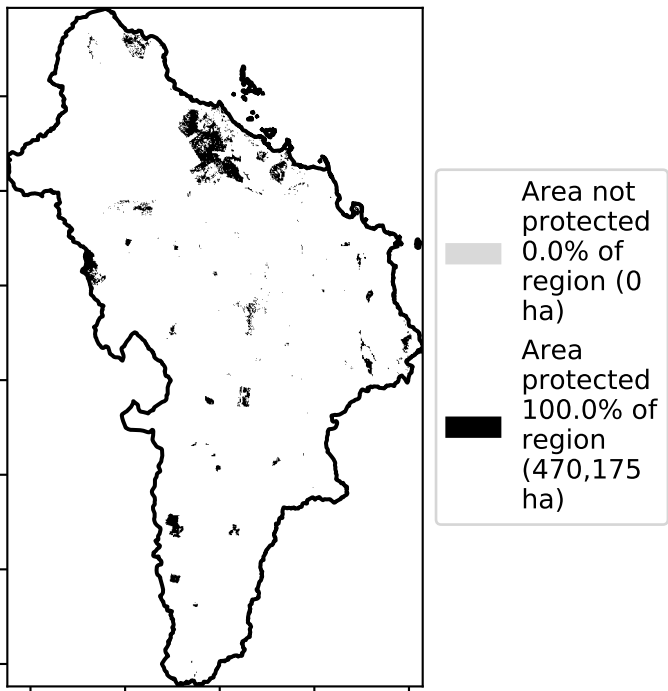 Area not
protected
0.0% of
region (0
ha)
Area
protected
100.0% of
region
(470,175
ha)